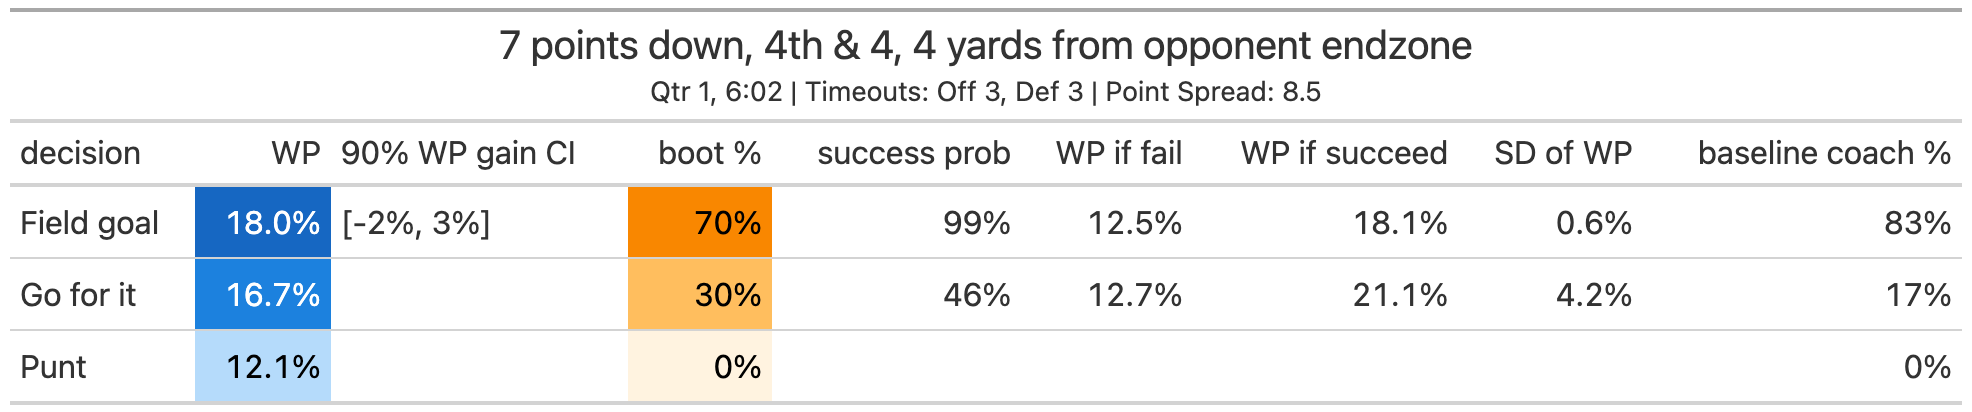 7 points down, 4th & 4, 4 yards from opponent endzone
Qtr 1, 6:02 | Timeouts: Off 3, Def 3 | Point Spread: 8.5
decision WP 90% WP gain CI boot % success prob WP if fail WP if succeed SD of WP baseline coach %
Field goal 18.0% [-2%, 3%] 70% 99% 12.5% 18.1% 0.6% 83%
Go for it 16.7% 30% 46% 12.7% 21.1% 4.2% 17%
Punt 12.1% 0% 0%